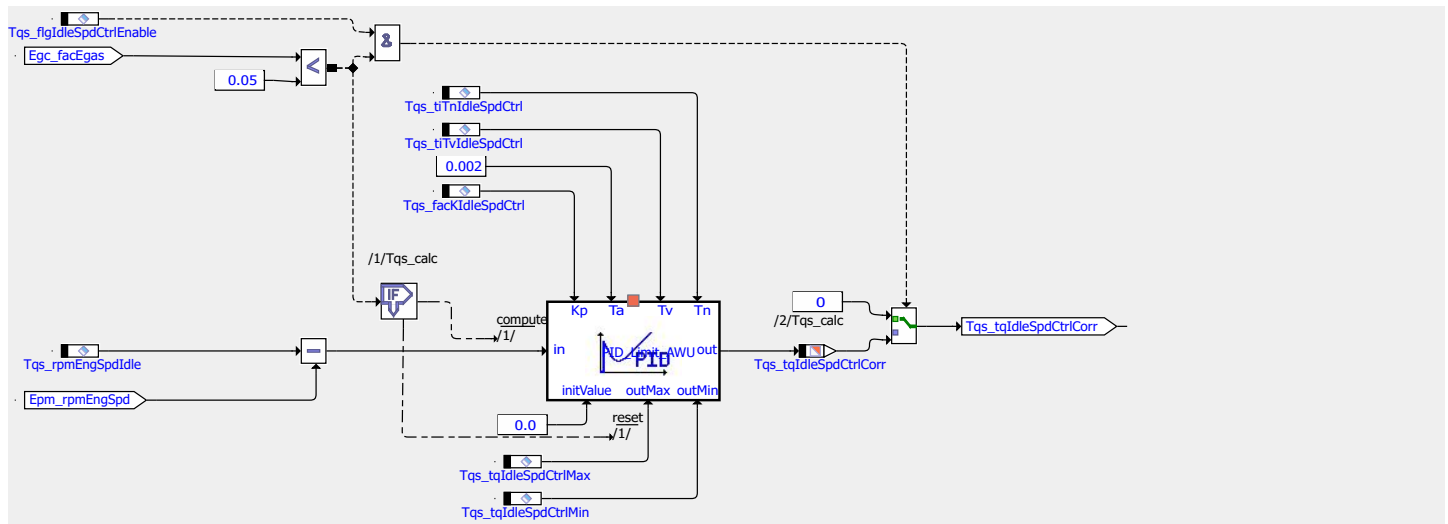 Tqs_flgIdleSpdCtrlEnable
&
Egc_facEgas
<
0.05
Tqs_tiTnIdleSpdCtrl
Tqs_tiTvIdleSpdCtrl
0.002
Tqs_facKIdleSpdCtrl
/1/Tqs_calc
IF
compute
/1/
Kp Ta Tv Tn
0
/2/Tqs_calc
Tqs_tqIdleSpdCtrlCorr
in PID_Limit_AWU out
PID
Tqs_rpmEngSpdIdle
Tqs_tqIdleSpdCtrlCorr
initValue outMax outMin
Epm_rpmEngSpd
0.0
reset
/1/
Tqs_tqIdleSpdCtrlMax
Tqs_tqIdleSpdCtrlMin